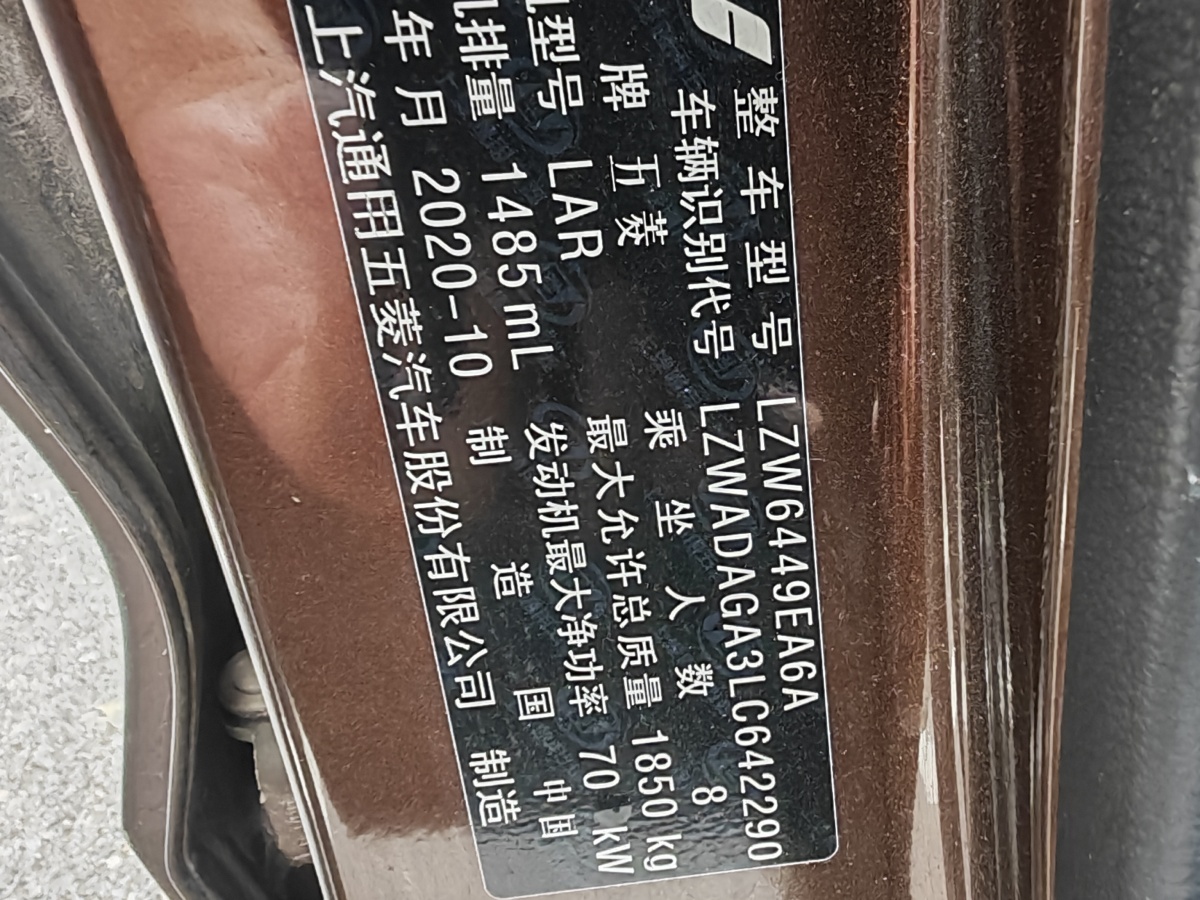 整车型号 LZW6449EA6A
车辆识别代号 LZWADAGA3LC642290
牌 五菱 乘坐人数 8
最大允许总质量 1850 kg
型号 LAR 发动机最大净功率 70 kW
排量 1485 mL
年月 2020-10 制造国 中国
上汽通用五菱汽车股份有限公司 制造